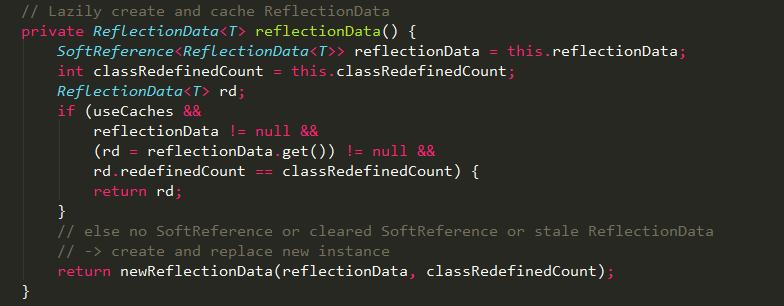 // Lazily create and cache ReflectionData
private ReflectionData<T> reflectionData() {
    SoftReference<ReflectionData<T>> reflectionData = this.reflectionData;
    int classRedefinedCount = this.classRedefinedCount;
    ReflectionData<T> rd;
    if (useCaches &&
        reflectionData != null &&
        (rd = reflectionData.get()) != null &&
        rd.redefinedCount == classRedefinedCount) {
        return rd;
    }
    // else no SoftReference or cleared SoftReference or stale ReflectionData
    // -> create and replace new instance
    return newReflectionData(reflectionData, classRedefinedCount);
}